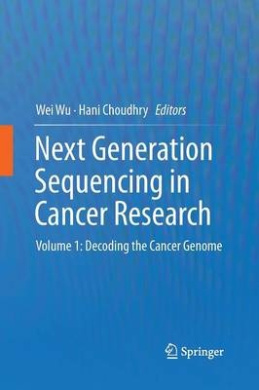 Wei Wu · Hani Choudhry Editors
Next Generation
Sequencing in
Cancer Research
Volume 1: Decoding the Cancer Genome
Springer